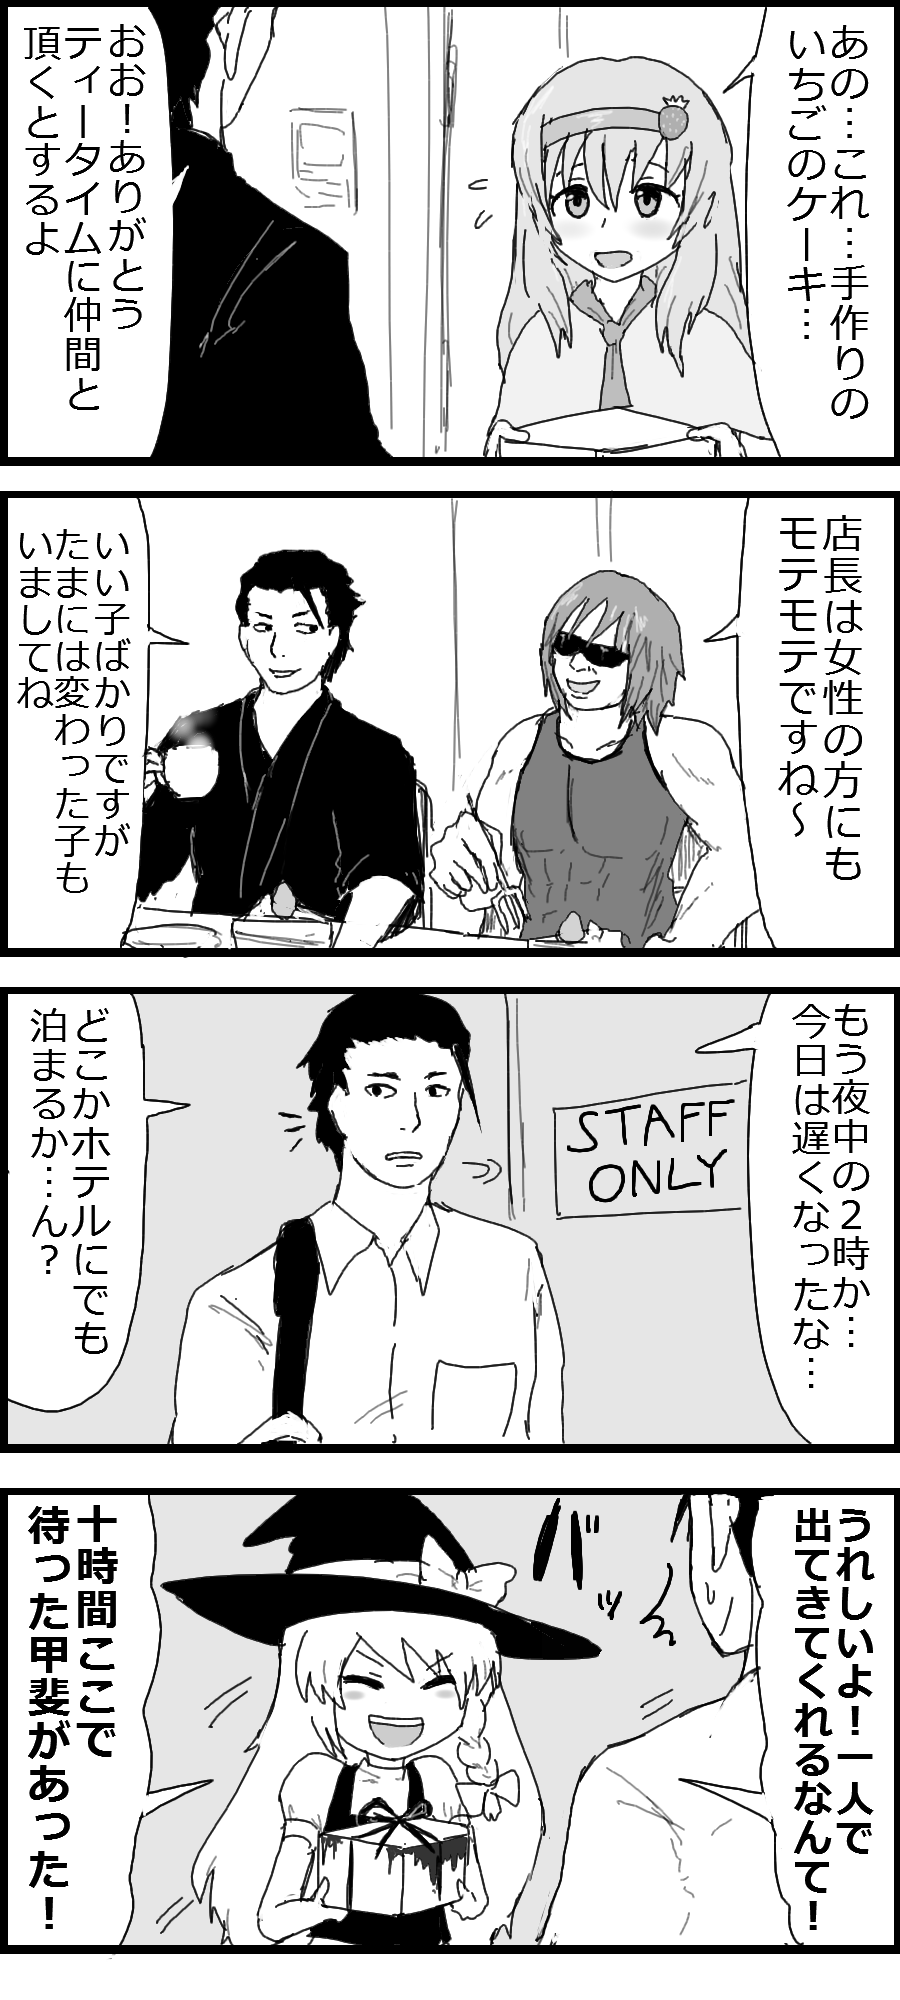 あの…これ…手作りの
いちごのケーキ…
おお！ありがとう
ティータイムに仲間と
頂くとするよ
店長は女性の方にも
モテモテですね～
いい子ばかりですが
たまには変わった子も
いましてね
もう夜中の２時か…
今日は遅くなったな…
STAFF
ONLY
どこかホテルにでも
泊まるか…ん？
うれしいよ！一人で
出てきてくれるなんて！
バッ
十時間ここで
待った甲斐があった！